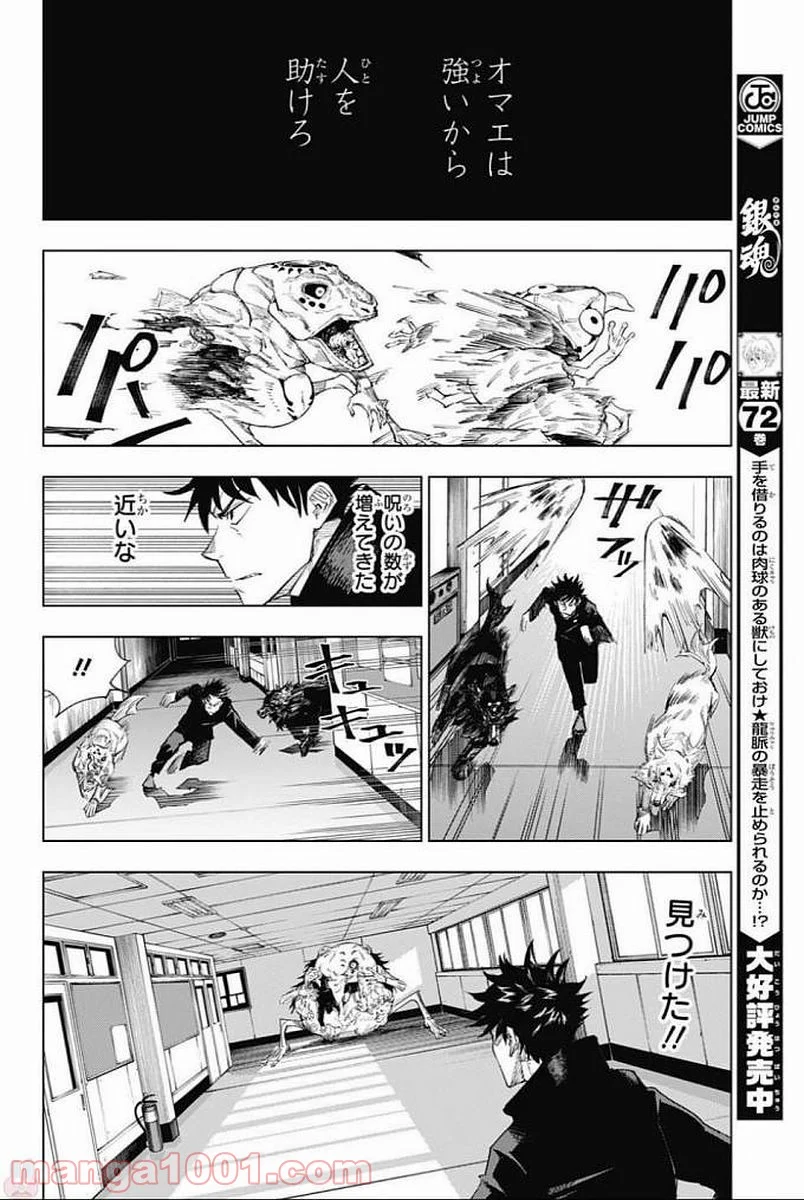 オマエは
強いから
人を
助けろ
パパパパ
呪いの数が
増えてきた
近いな
キュキュッ
!!
見つけた!!
JC
JUMP
COMICS
銀魂
最新
72
巻
手を借りるのは肉球のある獣にしておけ★龍脈の暴走を止められるのか…!?
大好評発売中
manga1001.com